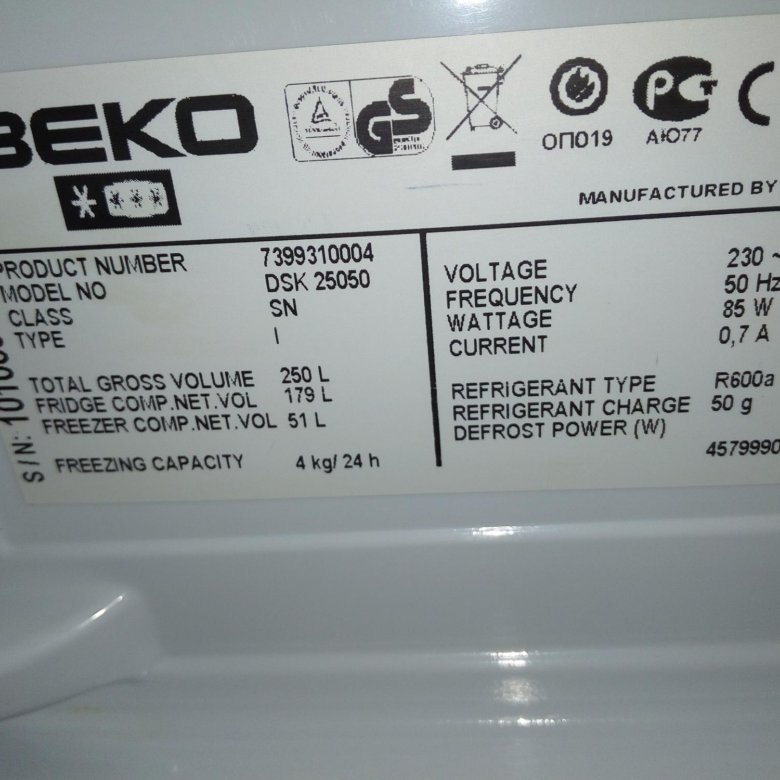 BEKO
GS
ОП019
РСТ
АЮ77
MANUFACTURED BY
PRODUCT NUMBER 7399310004
MODEL NO DSK 25050
CLASS SN
TYPE I
TOTAL GROSS VOLUME 250 L
FRIDGE COMP.NET.VOL 179 L
FREEZER COMP.NET.VOL 51 L
FREEZING CAPACITY 4 kg/ 24 h
VOLTAGE 230 ~
FREQUENCY 50 Hz
WATTAGE 85 W
CURRENT 0,7 A
REFRIGERANT TYPE R600a
REFRIGERANT CHARGE 50 g
DEFROST POWER (W)
4579990
S/N: